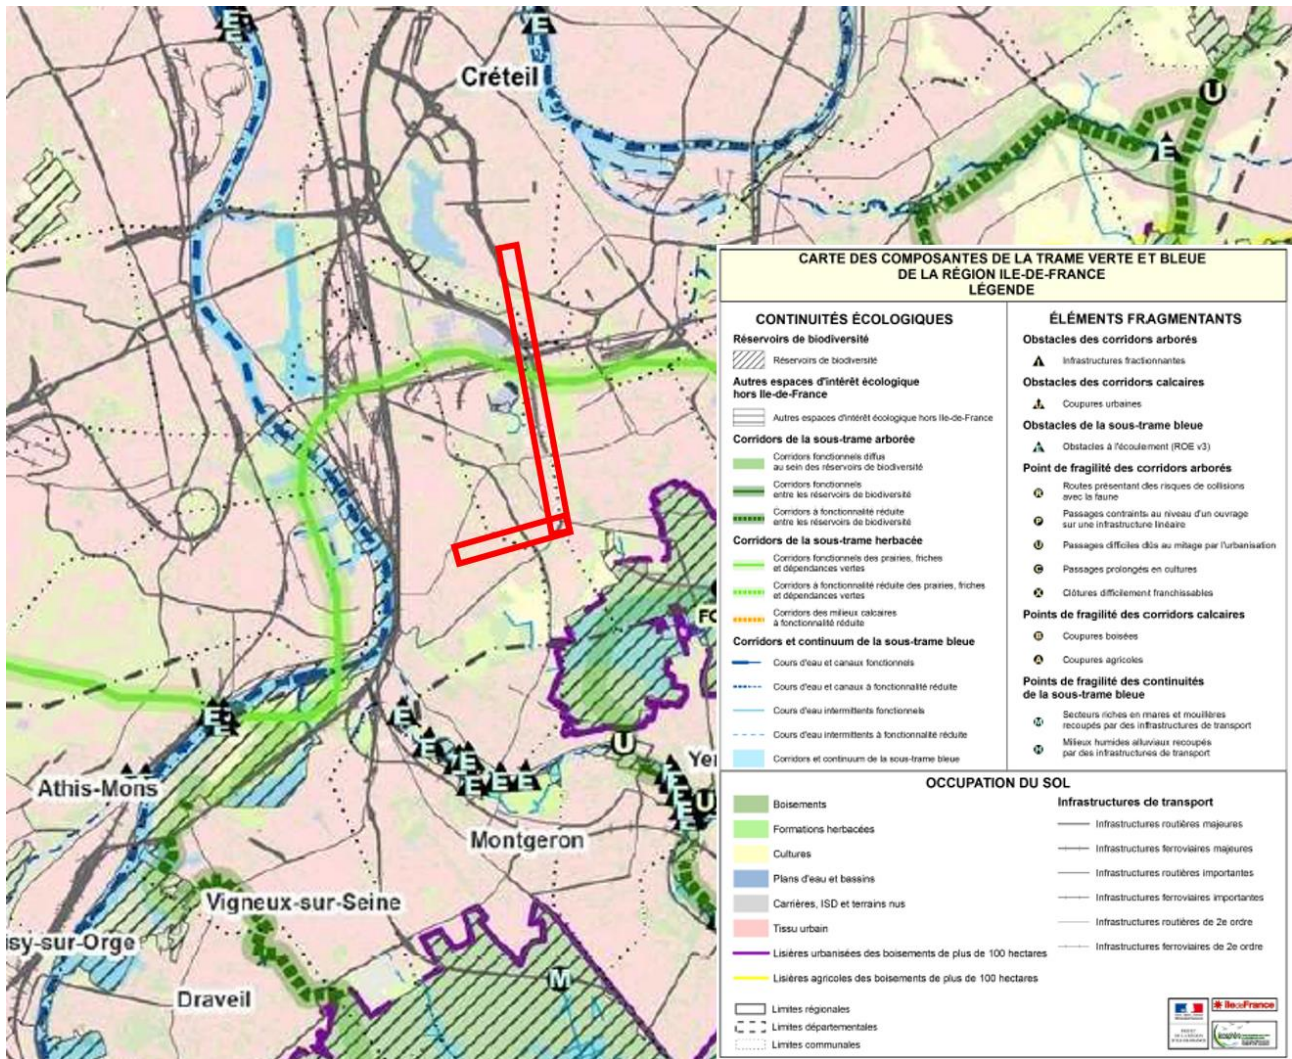 E
E
E
Créteil
U
E
E
E
Athis-Mons
E
E
E
E
E
E
E
Montgeron
U
Yer
E
E
E
E
U
FO
Vigneux-sur-Seine
sy-sur-Orge
Draveil
M
CARTE DES COMPOSANTES DE LA TRAME VERTE ET BLEUE
DE LA RÉGION ILE-DE-FRANCE
LÉGENDE
CONTINUITÉS ÉCOLOGIQUES
Réservoirs de biodiversité
Réservoirs de biodiversité
Autres espaces d'intérêt écologique
hors Ile-de-France
Autres espaces d'intérêt écologique hors Ile-de-France
Corridors de la sous-trame arborée
Corridors fonctionnels diffus
au sein des réservoirs de biodiversité
Corridors fonctionnels
entre les réservoirs de biodiversité
Corridors à fonctionnalité réduite
entre les réservoirs de biodiversité
Corridors de la sous-trame herbacée
Corridors fonctionnels des prairies, friches
et dépendances vertes
Corridors à fonctionnalité réduite des prairies, friches
et dépendances vertes
Corridors des milieux calcaires
à fonctionnalité réduite
Corridors et continuum de la sous-trame bleue
Cours d'eau et canaux fonctionnels
Cours d'eau et canaux à fonctionnalité réduite
Cours d'eau intermittents fonctionnels
Cours d'eau intermittents à fonctionnalité réduite
Corridors et continuum de la sous-trame bleue
ÉLÉMENTS FRAGMENTANTS
Obstacles des corridors arborés
Infrastructures fractionnantes
Obstacles des corridors calcaires
Coupures urbaines
Obstacles de la sous-trame bleue
Obstacles à l'écoulement (ROE v3)
Point de fragilité des corridors arborés
Routes présentant des risques de collisions
avec la faune
Passages contraints au niveau d'un ouvrage
sur une infrastructure linéaire
U Passages difficiles dûs au mitage par l'urbanisation
C Passages prolongés en cultures
X Clôtures difficilement franchissables
Points de fragilité des corridors calcaires
Coupures boisées
Coupures agricoles
Points de fragilité des continuités
de la sous-trame bleue
M Secteurs riches en mares et mouillères
recoupés par des infrastructures de transport
Milieux humides alluviaux recoupés
par des infrastructures de transport
OCCUPATION DU SOL
Boisements
Formations herbacées
Cultures
Plans d'eau et bassins
Carrières, ISD et terrains nus
Tissu urbain
Lisières urbanisées des boisements de plus de 100 hectares
Lisières agricoles des boisements de plus de 100 hectares
Limites régionales
Limites départementales
Limites communales
Infrastructures de transport
Infrastructures routières majeures
Infrastructures ferroviaires majeures
Infrastructures routières importantes
Infrastructures ferroviaires importantes
Infrastructures routières de 2e ordre
Infrastructures ferroviaires de 2e ordre
îledeFrance